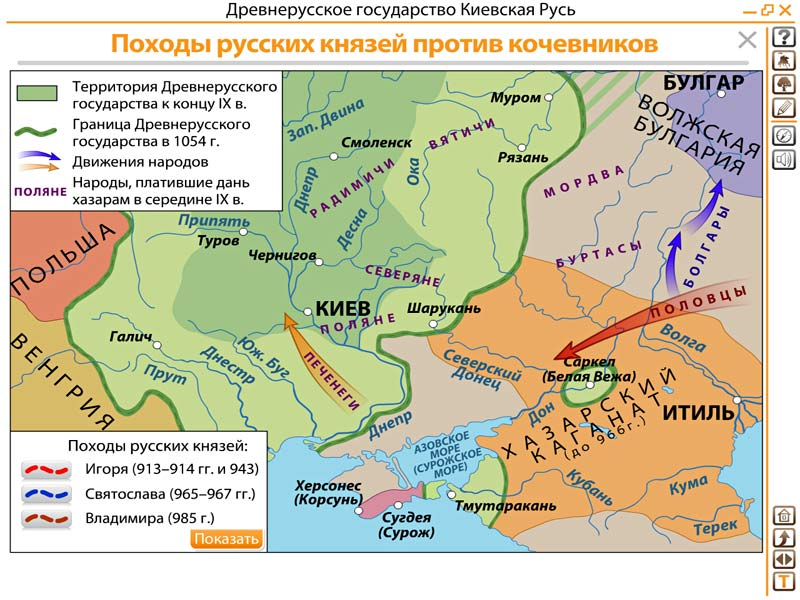 Древнерусское государство Киевская Русь
Походы русских князей против кочевников
Территория Древнерусского
государства к концу IX в.
Граница Древнерусского
государства в 1054 г.
Движения народов
ПОЛЯНЕ
Народы, платившие дань
хазарам в середине IX в.
БУЛГАР
ВОЛЖСКАЯ
БУЛГАРИЯ
Муром
Зап. Двина
Смоленск
ВЯТИЧИ
Рязань
Ока
РАДИМИЧИ
Днепр
МОРДВА
Десна
Припять
Туров
ПОЛЬША
Чернигов
БУРТАСЫ
БОЛГАРЫ
СЕВЕРЯНЕ
КИЕВ
ПОЛЯНЕ
Шарукань
ПОЛОВЦЫ
Галич
Волга
ВЕНГРИЯ
Юж. Буг
Днестр
Прут
ПЕЧЕНЕГИ
Северский
Донец
Саркел
(Белая Вежа)
ХАЗАРСКИЙ
КАГАНАТ
(до 966г.)
ИТИЛЬ
Дон
Днепр
АЗОВСКОЕ
МОРЕ
(СУРОЖСКОЕ
МОРЕ)
Херсонес
(Корсунь)
Сугдея
(Сурож)
Тмутаракань
Кубань
Кума
Терек
Походы русских князей:
Игоря (913–914 гг. и 943)
Святослава (965–967 гг.)
Владимира (985 г.)
Показать
?
T